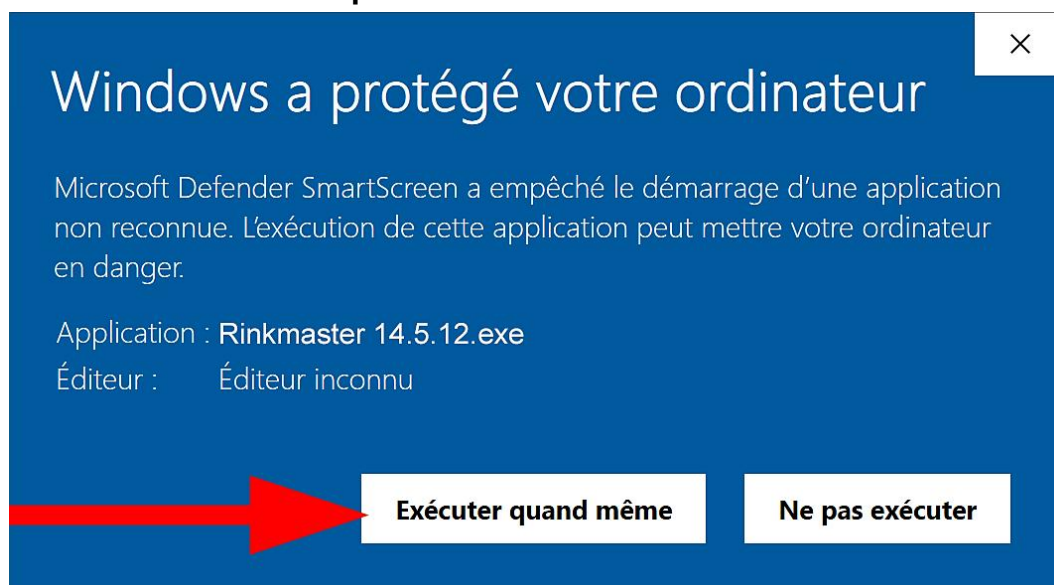 Windows a protégé votre ordinateur
Microsoft Defender SmartScreen a empêché le démarrage d’une application
non reconnue. L’exécution de cette application peut mettre votre ordinateur
en danger.
Application : Rinkmaster 14.5.12.exe
Éditeur : Éditeur inconnu
Exécuter quand même
Ne pas exécuter